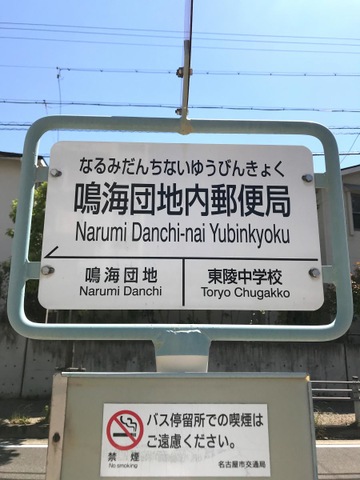 なるみだんちないゆうびんきょく
鳴海団地内郵便局
Narumi Danchi-nai Yubinkyoku
鳴海団地
Narumi Danchi
東陵中学校
Toryo Chugakko
バス停留所での喫煙は
ご遠慮ください。
禁煙
No smoking
名古屋市交通局